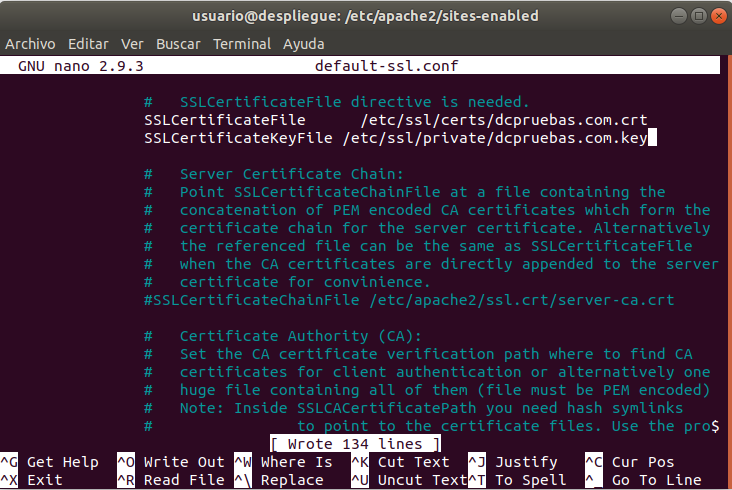 usuario@despliegue: /etc/apache2/sites-enabled
Archivo Editar Ver Buscar Terminal Ayuda
GNU nano 2.9.3 default-ssl.conf
# SSLCertificateFile directive is needed.
SSLCertificateFile /etc/ssl/certs/dcpruebas.com.crt
SSLCertificateKeyFile /etc/ssl/private/dcpruebas.com.key
# Server Certificate Chain:
# Point SSLCertificateChainFile at a file containing the
# concatenation of PEM encoded CA certificates which form the
# certificate chain for the server certificate. Alternatively
# the referenced file can be the same as SSLCertificateFile
# when the CA certificates are directly appended to the server
# certificate for convinience.
#SSLCertificateChainFile /etc/apache2/ssl.crt/server-ca.crt
# Certificate Authority (CA):
# Set the CA certificate verification path where to find CA
# certificates for client authentication or alternatively one
# huge file containing all of them (file must be PEM encoded)
# Note: Inside SSLCACertificatePath you need hash symlinks
# to point to the certificate files. Use the pro$
[ Wrote 134 lines ]
^G Get Help ^O Write Out ^W Where Is ^K Cut Text ^J Justify ^C Cur Pos
^X Exit ^R Read File ^\ Replace ^U Uncut Text ^T To Spell ^_ Go To Line